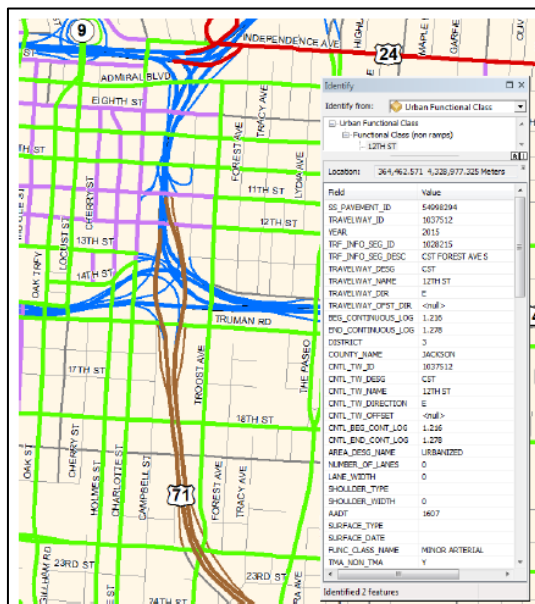 9
INDEPENDENCE AVE
24
ST
ADMIRAL BLVD
EIGHTH ST
TH ST
CHERRY ST
LOCUST ST
OAK TRFY
FOREST AVE
TRACY AVE
LYDIA AVE
11TH ST
12TH ST
13TH ST
14TH ST
TRUMAN RD
17TH ST
18TH ST
TROOST AVE
THE PASEO
OAK ST
CHERRY ST
HOLMES ST
CHARLOTTE ST
CAMPBELL ST
FOREST AVE
TRACY AVE
71
GILLHAM RD
23RD ST
23RD ST
24TH ST
Identify
Identify from: Urban Functional Class
Urban Functional Class
Functional Class (non ramps)
12TH ST
Location: 364,462.571 4,328,977.325 Meters
Field Value
SS_PAVEMENT_ID 54998294
TRAVELWAY_ID 1037512
YEAR 2015
TRF_INFO_SEG_ID 1028215
TRF_INFO_SEG_DESC CST FOREST AVE S
TRAVELWAY_DESG CST
TRAVELWAY_NAME 12TH ST
TRAVELWAY_DIR E
TRAVELWAY_OFST_DIR <null>
BEG_CONTINUOUS_LOG 1.216
END_CONTINUOUS_LOG 1.278
DISTRICT 3
COUNTY_NAME JACKSON
CNTL_TW_ID 1037512
CNTL_TW_DESG CST
CNTL_TW_NAME 12TH ST
CNTL_TW_DIRECTION E
CNTL_TW_OFFSET <null>
CNTL_BEG_CONT_LOG 1.216
CNTL_END_CONT_LOG 1.278
AREA_DESG_NAME URBANIZED
NUMBER_OF_LANES 0
LANE_WIDTH 0
SHOULDER_TYPE
SHOULDER_WIDTH 0
AADT 1607
SURFACE_TYPE
SURFACE_DATE
FUNC_CLASS_NAME MINOR ARTERIAL
TMA_NON_TMA Y
Identified 2 features